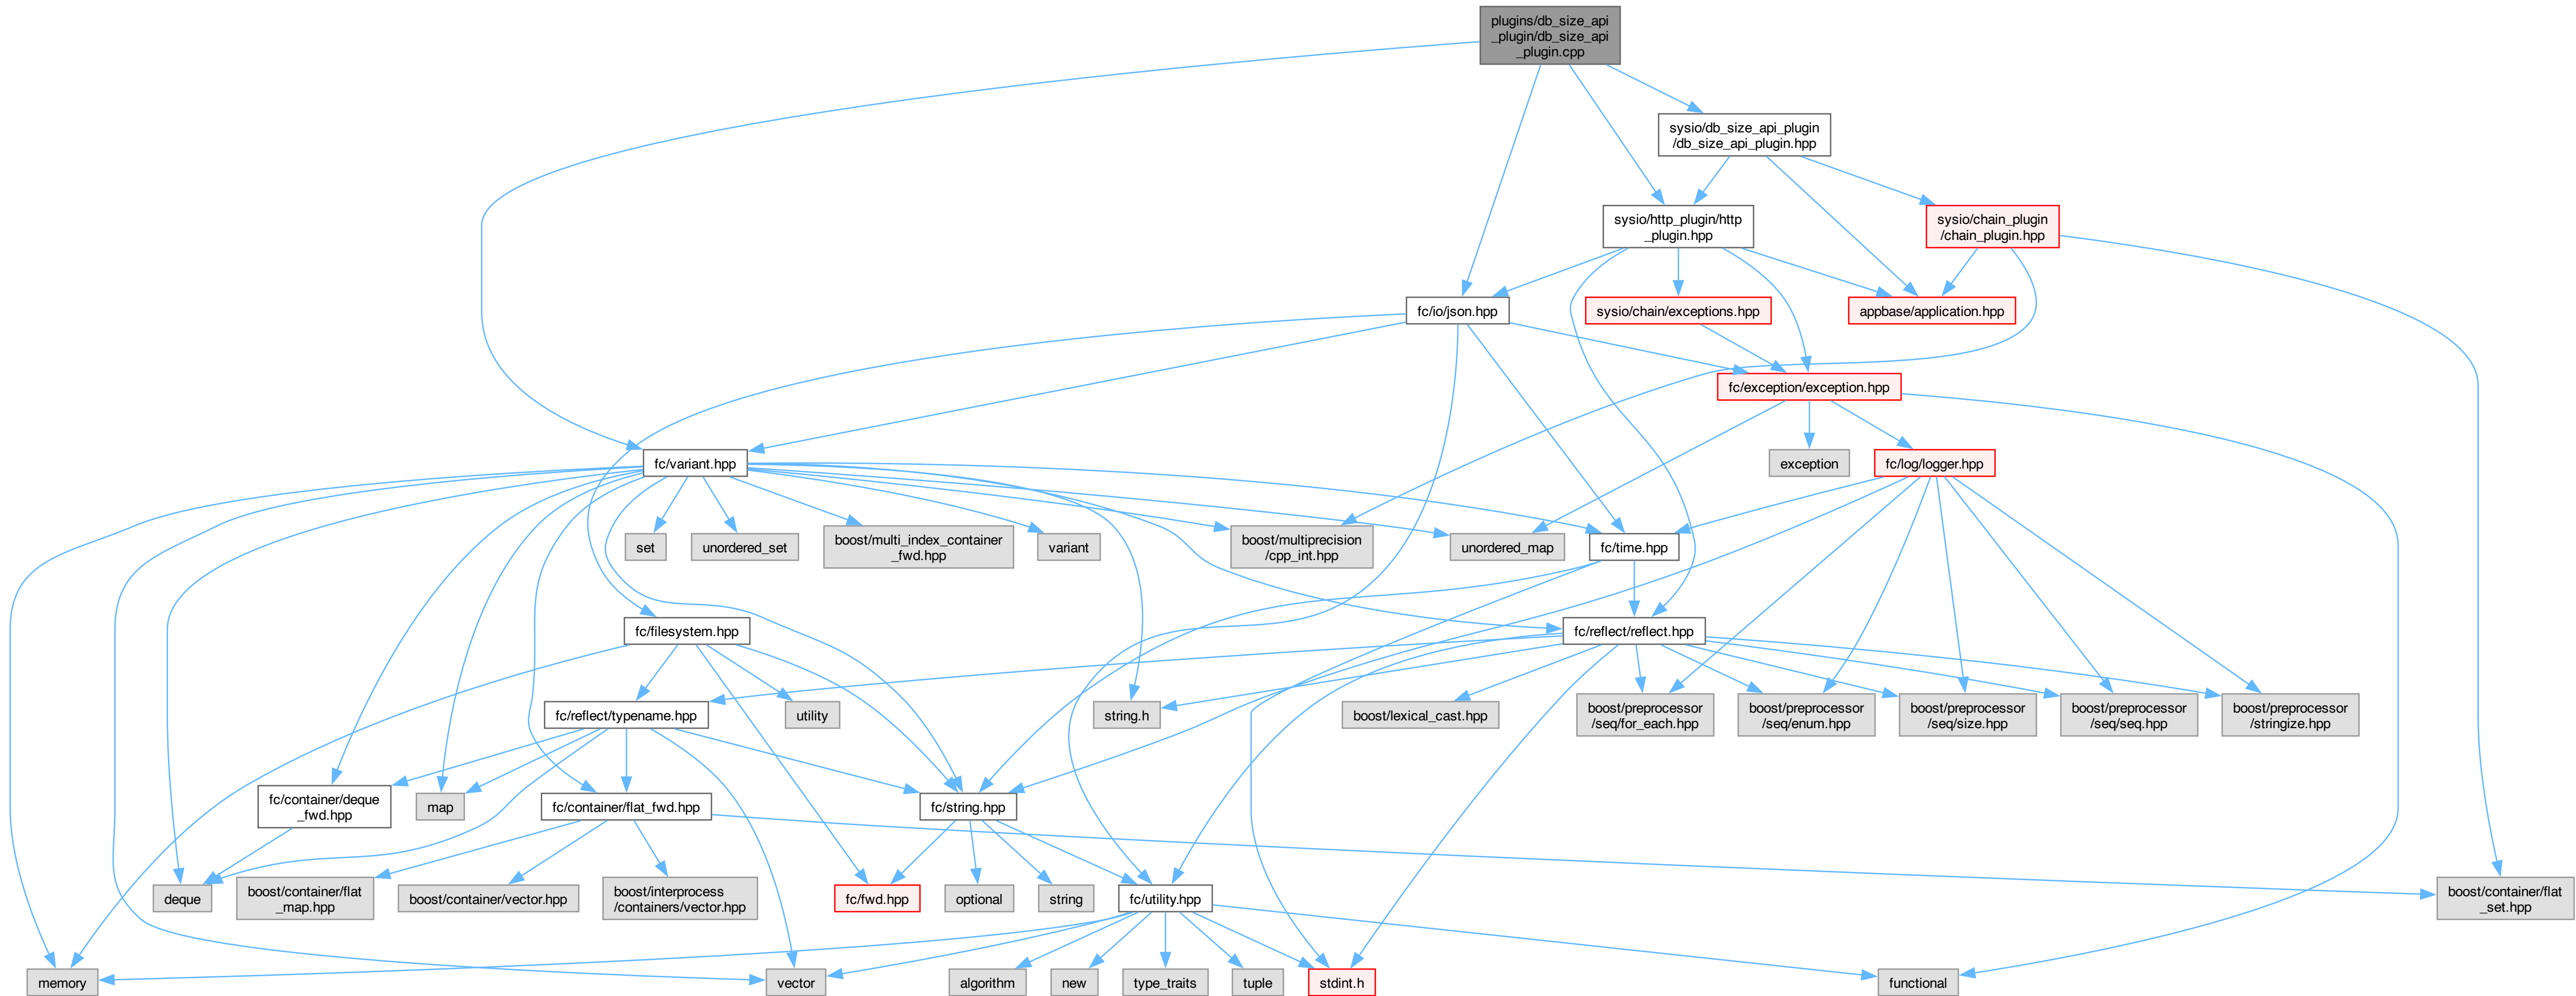 plugins/db_size_api
_plugin/db_size_api
_plugin.cpp
sysio/db_size_api_plugin
/db_size_api_plugin.hpp
sysio/http_plugin/http
_plugin.hpp
sysio/chain_plugin
/chain_plugin.hpp
fc/io/json.hpp
sysio/chain/exceptions.hpp
appbase/application.hpp
fc/exception/exception.hpp
fc/variant.hpp
exception
fc/log/logger.hpp
set
unordered_set
boost/multi_index_container
_fwd.hpp
variant
boost/multiprecision
/cpp_int.hpp
unordered_map
fc/time.hpp
fc/filesystem.hpp
fc/reflect/reflect.hpp
fc/reflect/typename.hpp
utility
string.h
boost/lexical_cast.hpp
boost/preprocessor
/seq/for_each.hpp
boost/preprocessor
/seq/enum.hpp
boost/preprocessor
/seq/size.hpp
boost/preprocessor
/seq/seq.hpp
boost/preprocessor
/stringize.hpp
fc/container/deque
_fwd.hpp
map
fc/container/flat_fwd.hpp
fc/string.hpp
deque
boost/container/flat
_map.hpp
boost/container/vector.hpp
boost/interprocess
/containers/vector.hpp
fc/fwd.hpp
optional
string
fc/utility.hpp
boost/container/flat
_set.hpp
memory
vector
algorithm
new
type_traits
tuple
stdint.h
functional